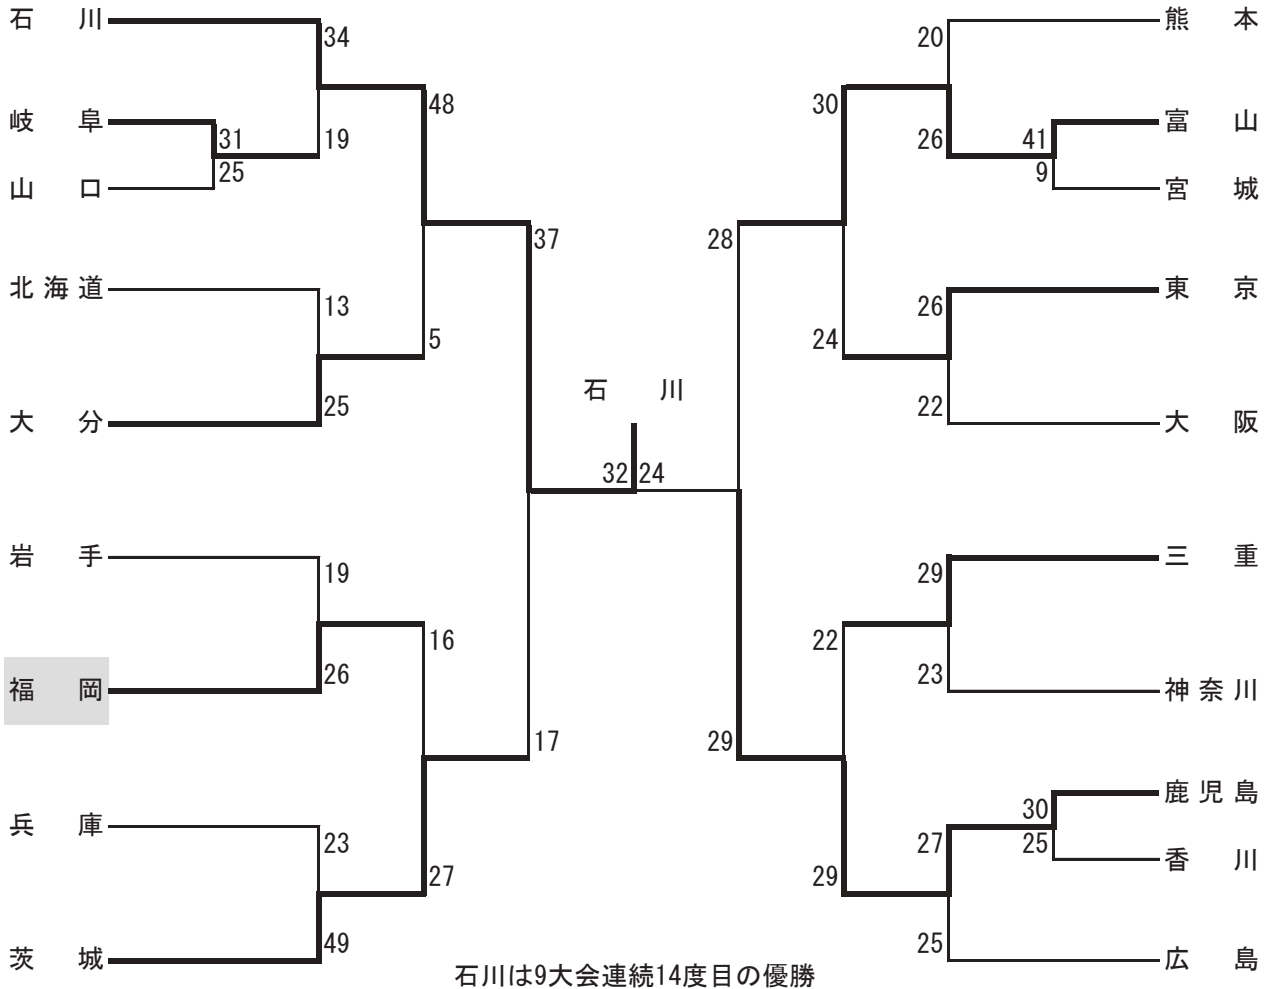 石川
34
岐阜
31
19
山口
25
48
北海道
13
大分
25
5
37
岩手
19
福岡
26
16
兵庫
23
茨城
49
27
17
石川
32 24
熊本
20
富山
41
26
宮城
9
30
東京
26
大阪
22
24
28
三重
29
神奈川
23
22
鹿児島
30
香川
25
27
広島
25
29
29
石川は9大会連続14度目の優勝